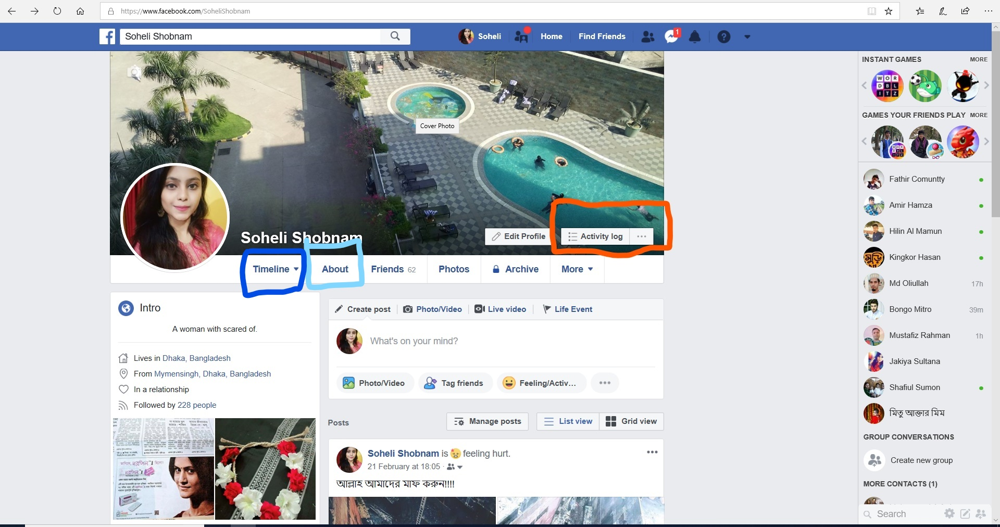 https://www.facebook.com/SoheliShobnam
Soheli Shobnam
Soheli
Home
Find Friends
1
Cover Photo
Soheli Shobnam
Edit Profile
Activity log
Timeline
About
Friends 62
Photos
Archive
More
Intro
A woman with scared of.
Lives in Dhaka, Bangladesh
From Mymensingh, Dhaka, Bangladesh
In a relationship
Followed by 228 people
Create post
Photo/Video
Live video
Life Event
What's on your mind?
Photo/Video
Tag friends
Feeling/Activ...
Posts
Manage posts
List view
Grid view
Soheli Shobnam is feeling hurt.
21 February at 18:05
আল্লাহ আমাদের মাফ করুন!!!!
INSTANT GAMES
MORE
WOR
DBL
ITZ
GAMES YOUR FRIENDS PLAY
MORE
Fathir Comuntty
Amir Hamza
Hilin Al Mamun
Kingkor Hasan
Md Oliullah 17h
Bongo Mitro 39m
Mustafiz Rahman 1h
Jakiya Sultana
Shafiul Sumon
মিতু আক্তার মিম
GROUP CONVERSATIONS
Create new group
MORE CONTACTS (1)
Search